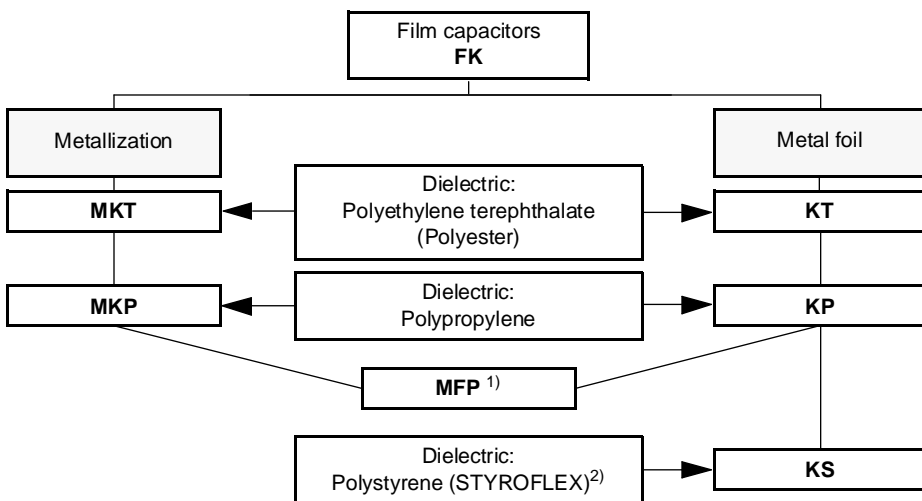 Film capacitors
FK
Metallization
Metal foil
Dielectric:
Polyethylene terephthalate
(Polyester)
MKT
KT
Dielectric:
Polypropylene
MKP
KP
MFP 1)
Dielectric:
Polystyrene (STYROFLEX)2)
KS